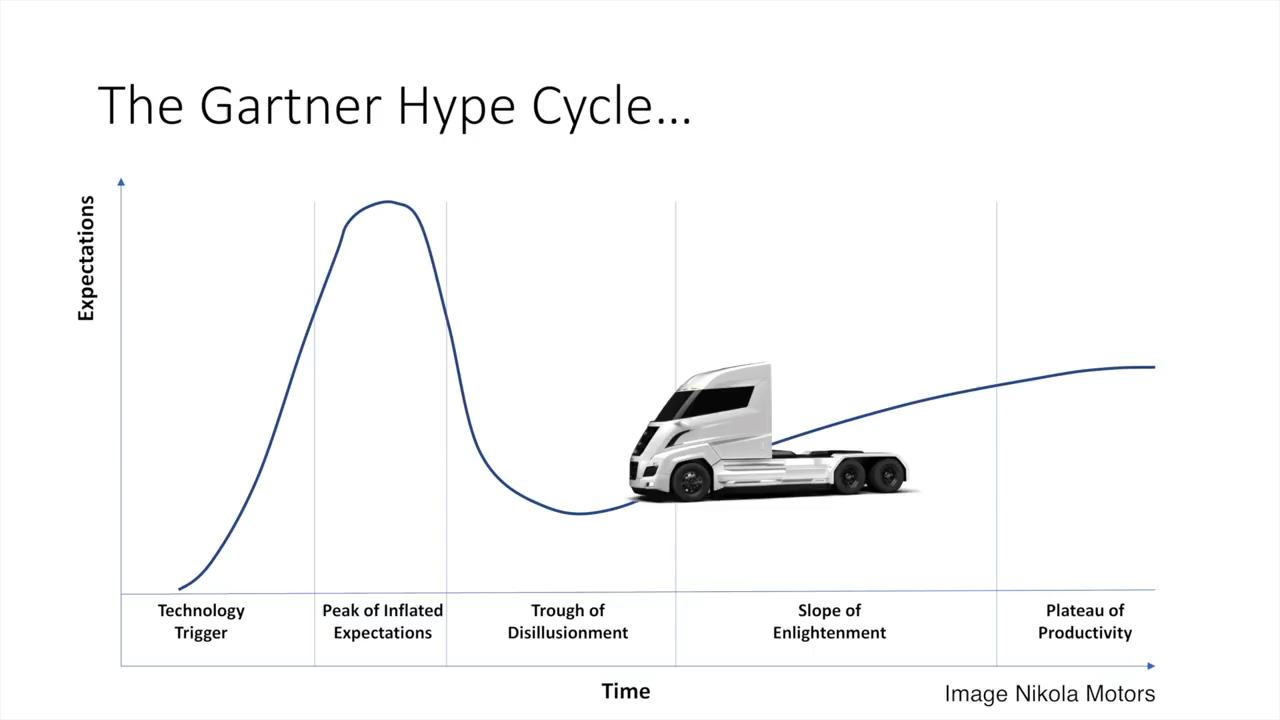 The Gartner Hype Cycle...
Expectations
Technology
Trigger
Peak of Inflated
Expectations
Trough of
Disillusionment
Slope of
Enlightenment
Plateau of
Productivity
Time
Image Nikola Motors